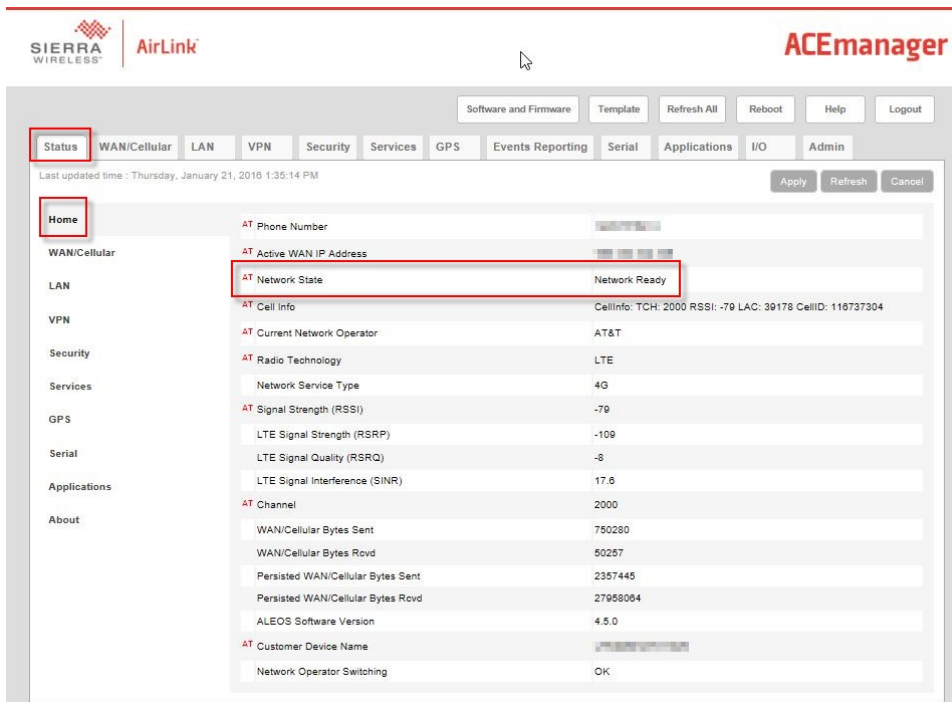 SIERRA
WIRELESS
AirLink
ACEmanager
Software and Firmware Template Refresh All Reboot Help Logout
Status WAN/Cellular LAN VPN Security Services GPS Events Reporting Serial Applications I/O Admin
Last updated time : Thursday, January 21, 2016 1:35:14 PM
Apply Refresh Cancel
Home
WAN/Cellular
LAN
VPN
Security
Services
GPS
Serial
Applications
About
AT Phone Number
AT Active WAN IP Address
AT Network State Network Ready
AT Cell Info CellInfo: TCH: 2000 RSSI: -79 LAC: 39178 CellID: 116737304
AT Current Network Operator AT&T
AT Radio Technology LTE
Network Service Type 4G
AT Signal Strength (RSSI) -79
LTE Signal Strength (RSRP) -109
LTE Signal Quality (RSRQ) -8
LTE Signal Interference (SINR) 17.6
AT Channel 2000
WAN/Cellular Bytes Sent 750280
WAN/Cellular Bytes Rcvd 50257
Persisted WAN/Cellular Bytes Sent 2357445
Persisted WAN/Cellular Bytes Rcvd 27958064
ALEOS Software Version 4.5.0
AT Customer Device Name
Network Operator Switching OK